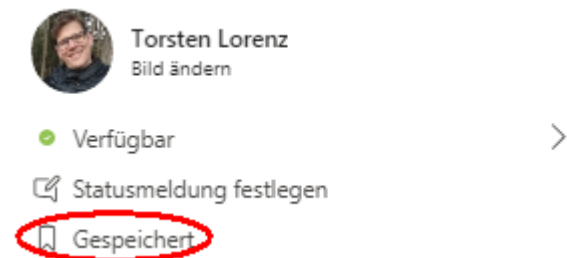 Torsten Lorenz
Bild ändern
Verfügbar
Statusmeldung festlegen
Gespeichert